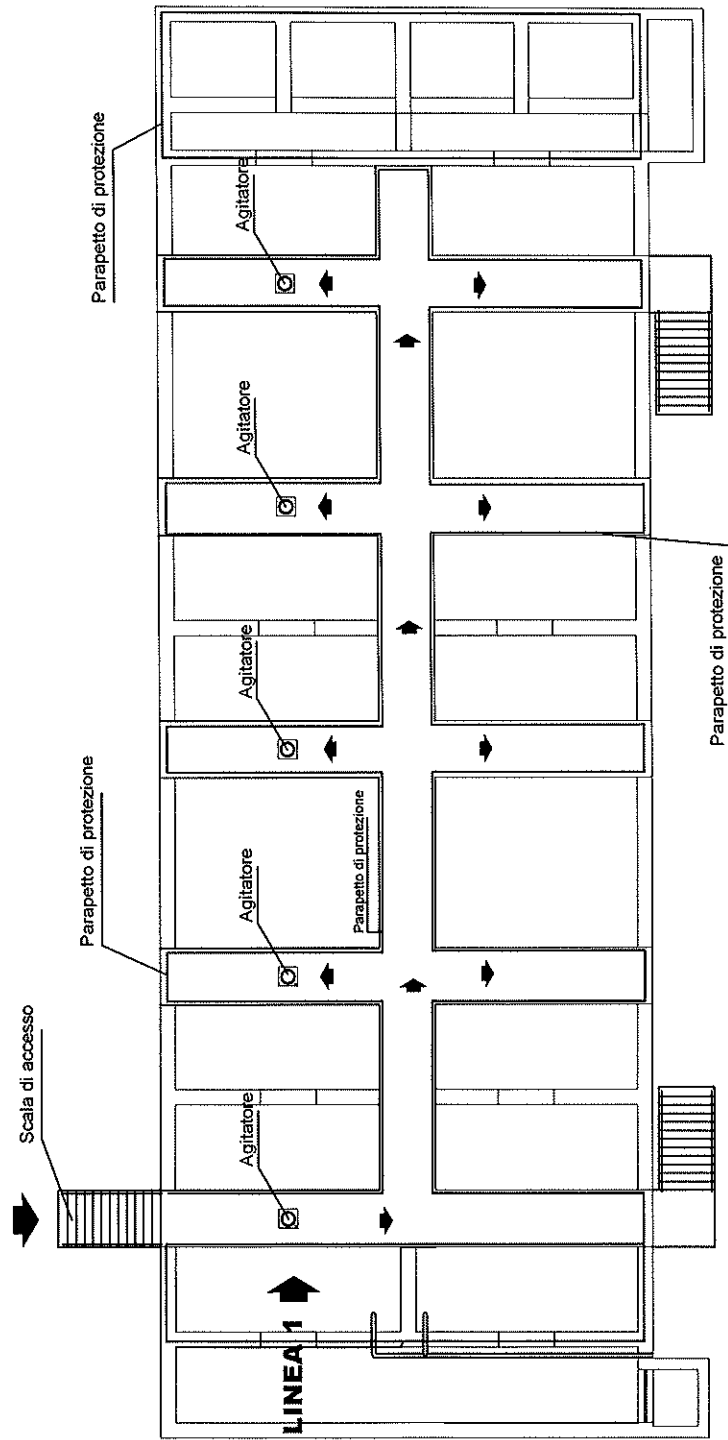 Scala di accesso
Parapetto di protezione
Parapetto di protezione
Agitatore
Agitatore
Agitatore
Agitatore
Agitatore
Parapetto di protezione
LINEA 1
Parapetto di protezione